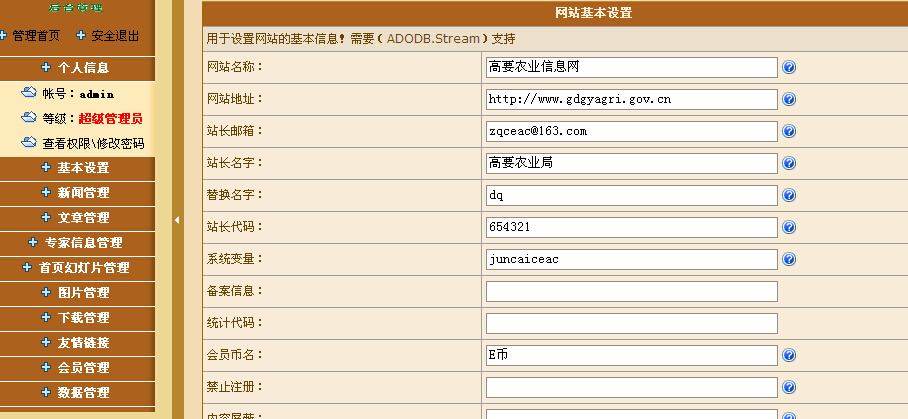 后台管理
管理首页 安全退出
个人信息
帐号：admin
等级：超级管理员
查看权限\修改密码
基本设置
新闻管理
文章管理
专家信息管理
首页幻灯片管理
图片管理
下载管理
友情链接
会员管理
数据管理
网站基本设置
用于设置网站的基本信息! 需要( ADODB.Stream )支持
网站名称： 高要农业信息网
网站地址： http://www.gdgyagri.gov.cn
站长邮箱： zqceac@163.com
站长名字： 高要农业局
替换名字： dq
站长代码： 654321
系统变量： juncaiceac
备案信息：
统计代码：
会员币名： E币
禁止注册：
内容屏蔽：